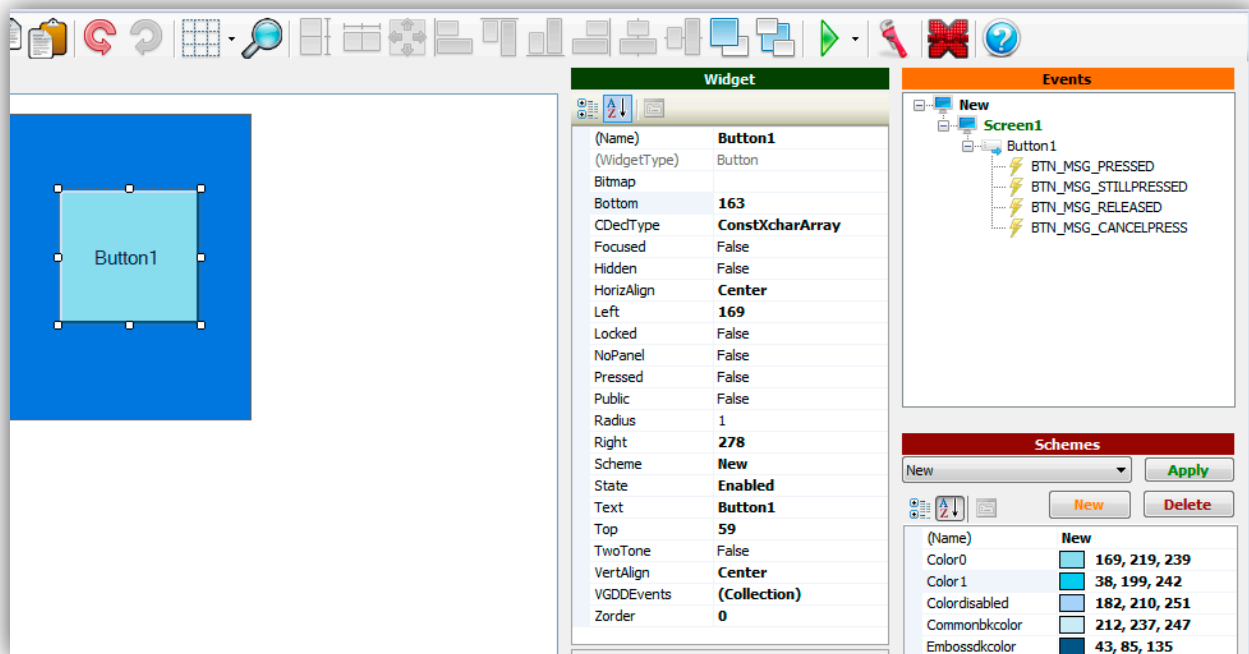 Widget
Events
New
Screen1
Button1
BTN_MSG_PRESSED
BTN_MSG_STILLPRESSED
BTN_MSG_RELEASED
BTN_MSG_CANCELPRESS
Button1
(Name) Button1
(WidgetType) Button
Bitmap
Bottom 163
CDeclType ConstXcharArray
Focused False
Hidden False
HorizAlign Center
Left 169
Locked False
NoPanel False
Pressed False
Public False
Radius 1
Right 278
Scheme New
State Enabled
Text Button1
Top 59
TwoTone False
VertAlign Center
VGDDEvents (Collection)
Zorder 0
Schemes
New Apply
New Delete
(Name) New
Color0 169, 219, 239
Color1 38, 199, 242
Colordisabled 182, 210, 251
Commonbkcolor 212, 237, 247
Embossdkcolor 43, 85, 135